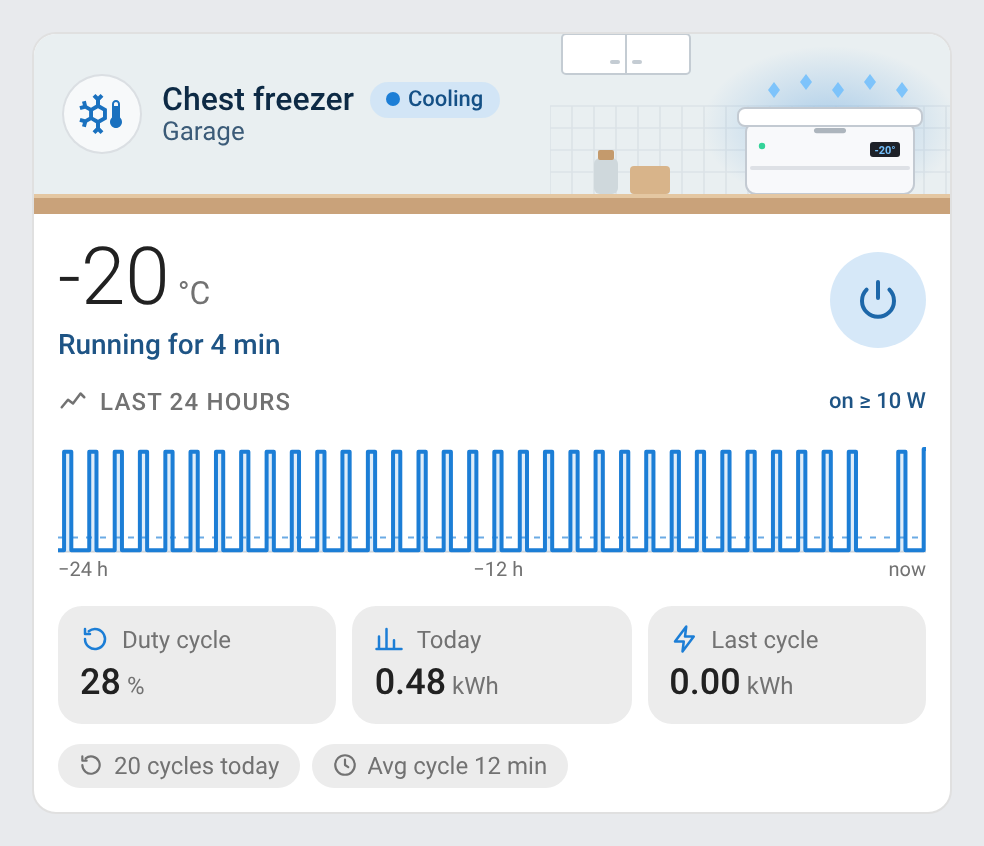 Chest freezer
Cooling
Garage
-20°
-20 °C
Running for 4 min
LAST 24 HOURS
on ≥ 10 W
−24 h
−12 h
now
Duty cycle
28 %
Today
0.48 kWh
Last cycle
0.00 kWh
20 cycles today
Avg cycle 12 min